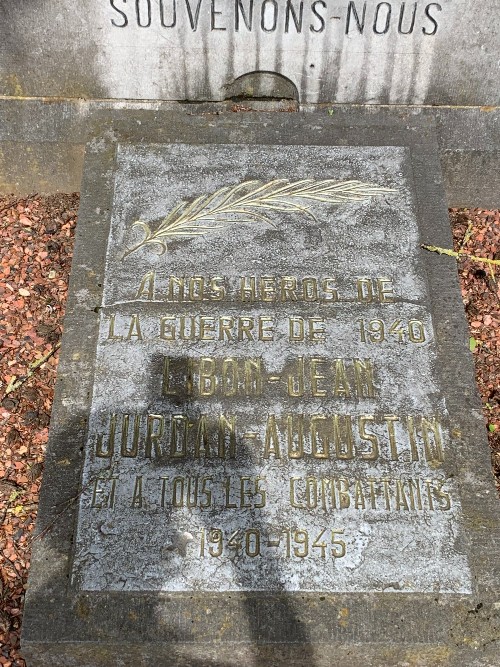 SOUVENONS-NOUS
À NOS HEROS DE
LA GUERRE DE 1940
LIBON-JEAN
JURDAN-AUGUSTIN
ET A TOUS LES COMBATTANTS
1940-1945